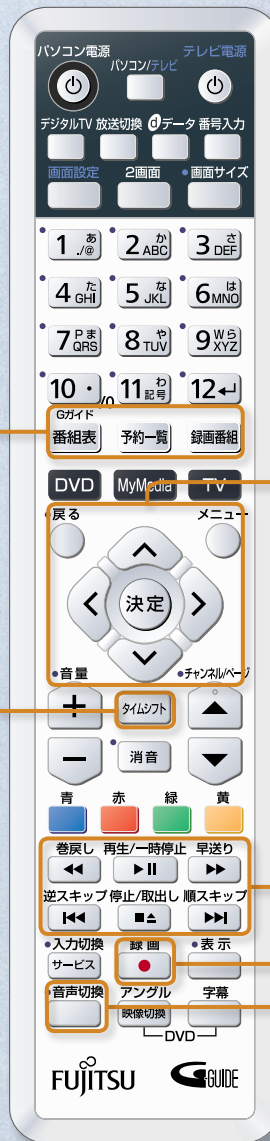 パソコン電源 パソコン/テレビ テレビ電源
デジタルTV 放送切換 dデータ 番号入力
画面設定 2画面 画面サイズ
1 あ ./@ 2 か ABC 3 さ DEF
4 た GHI 5 な JKL 6 は MNO
7 ま PQRS 8 や TUV 9 ら WXYZ
10 ・ /0 11 わ 記号 12 ↵
Gガイド
番組表 予約一覧 録画番組
DVD MyMedia TV
戻る メニュー
決定
音量 チャンネル/ページ
+ タイムシフト ▲
− 消音 ▼
青 赤 緑 黄
巻戻し 再生/一時停止 早送り
逆スキップ 停止/取出し 順スキップ
入力切換 録画 表示
サービス
音声切換 アングル 字幕
映像切換
DVD
FUJITSU G-GUIDE